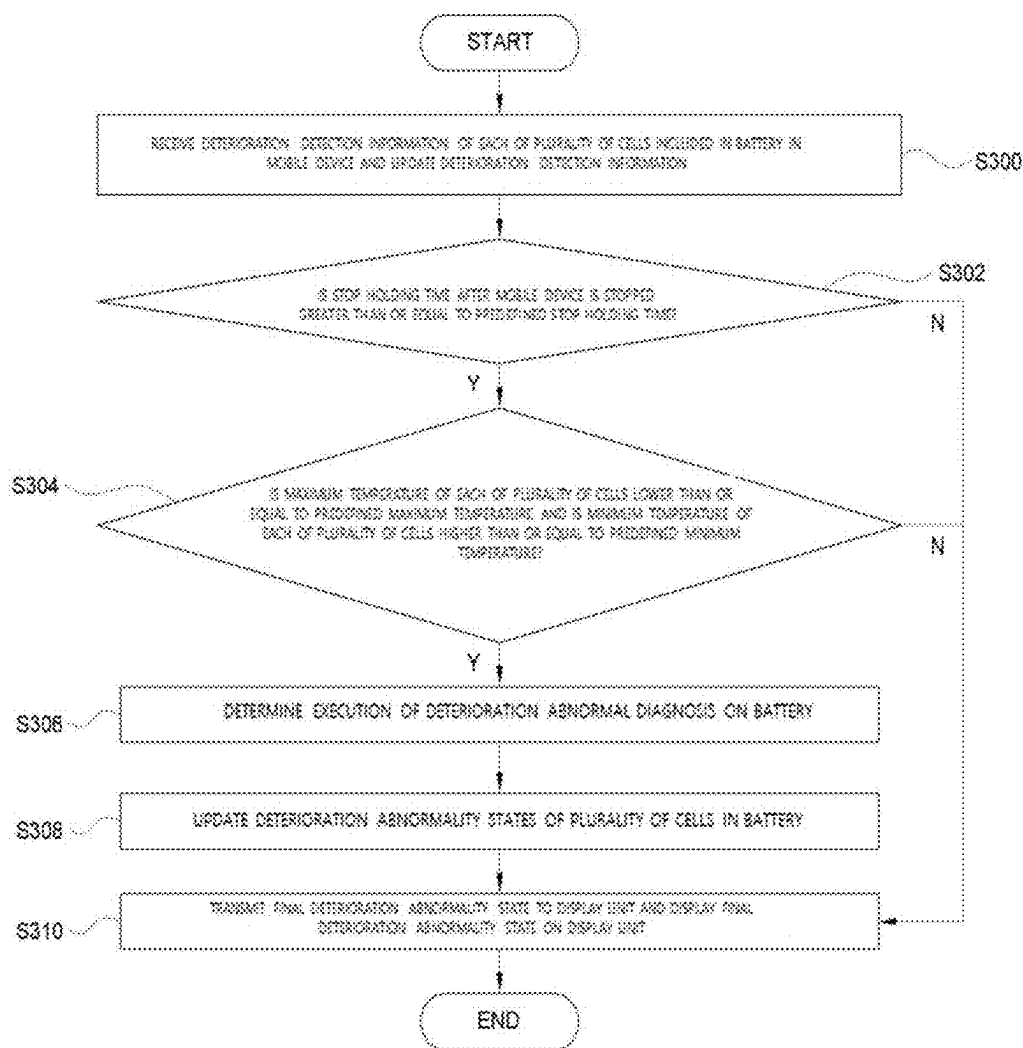 START
RECEIVE DETERIORATION DETECTION INFORMATION OF EACH OF PLURALITY OF CELLS INCLUDED IN BATTERY IN
MOBILE DEVICE AND UPDATE DETERIORATION DETECTION INFORMATION
S300
S302
IS STOP HOLDING TIME AFTER MOBILE DEVICE IS STOPPED
GREATER THAN OR EQUAL TO PREDEFINED STOP HOLDING TIME?
N
Y
S304
IS MAXIMUM TEMPERATURE OF EACH OF PLURALITY OF CELLS LOWER THAN OR
EQUAL TO PREDEFINED MAXIMUM TEMPERATURE AND IS MINIMUM TEMPERATURE OF
EACH OF PLURALITY OF CELLS HIGHER THAN OR EQUAL TO PREDEFINED MINIMUM
TEMPERATURE?
N
Y
S306
DETERMINE EXECUTION OF DETERIORATION ABNORMAL DIAGNOSIS ON BATTERY
S308
UPDATE DETERIORATION ABNORMALITY STATES OF PLURALITY OF CELLS IN BATTERY
S310
TRANSMIT FINAL DETERIORATION ABNORMALITY STATE TO DISPLAY UNIT AND DISPLAY FINAL
DETERIORATION ABNORMALITY STATE ON DISPLAY UNIT
END